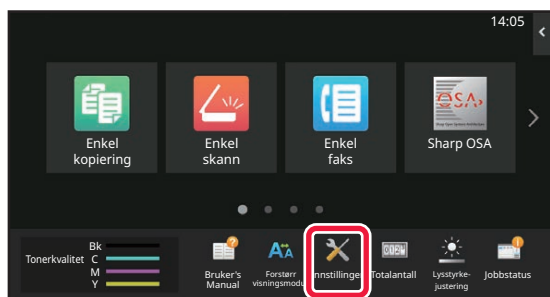 14:05
Enkel
kopiering
Enkel
skann
Enkel
faks
Sharp OSA
Tonerkvalitet
Bk
C
M
Y
Bruker's
Manual
Forstørr
visningsmodu
Innstillinger
Totalantall
Lysstyrke-
justering
Jobbstatus